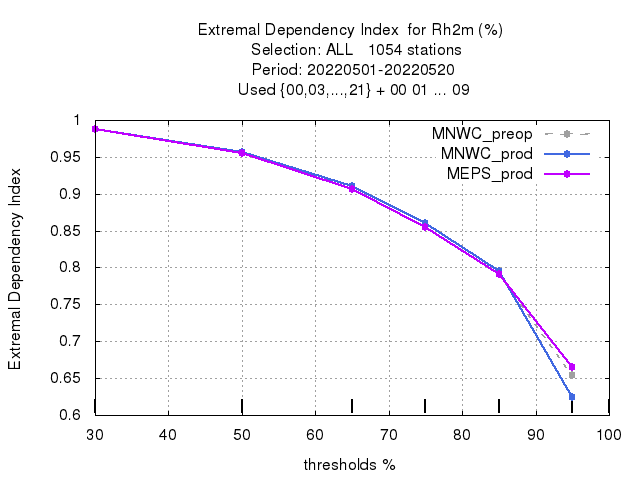 Extremal Dependency Index  for Rh2m (%)
Selection: ALL   1054 stations
Period: 20220501-20220520
Used {00,03,...,21} + 00 01 ... 09
MNWC_preop
MNWC_prod
MEPS_prod
Extremal Dependency Index
1
0.95
0.9
0.85
0.8
0.75
0.7
0.65
0.6
30 40 50 60 70 80 90 100
thresholds %